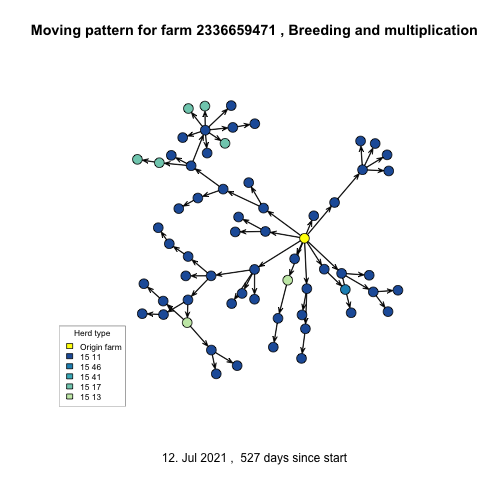 Moving pattern for farm 2336659471 , Breeding and multiplication
Herd type
Origin farm
15 11
15 46
15 41
15 17
15 13
12. Jul 2021 , 527 days since start